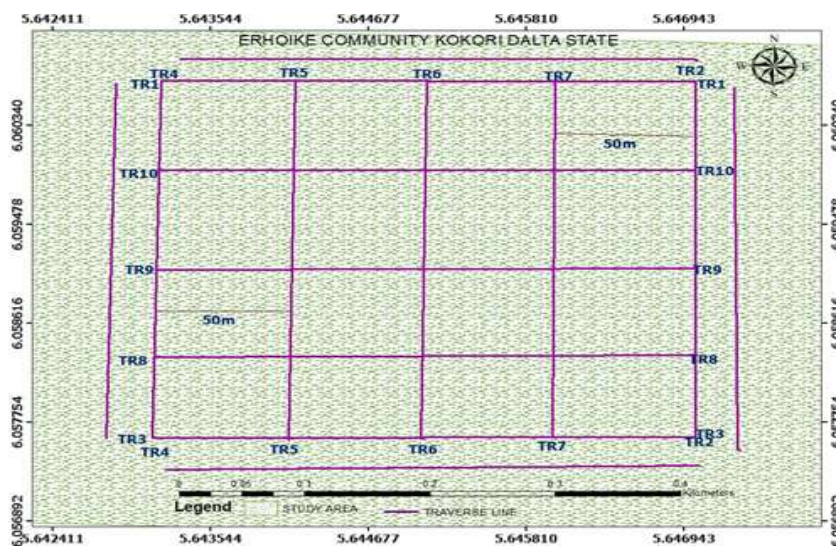 5.642411 5.643544 5.644677 5.645810 5.646943
ERHOIKE COMMUNITY KOKORI DALTA STATE
N
W E
S
TR4 TR5 TR6 TR7 TR2
TR1 TR1
6.060340 6.060340
50m
TR10 TR10
6.059478 6.059478
TR9 TR9
6.058616 6.058616
50m
TR8 TR8
6.057754 6.057754
TR3 TR3
TR4 TR5 TR6 TR7 TR2
0 0.05 0.1 0.2 0.3 0.4
Kilometers
Legend STUDY AREA TRAVERSE LINE
6.056892 6.056892
5.642411 5.643544 5.644677 5.645810 5.646943